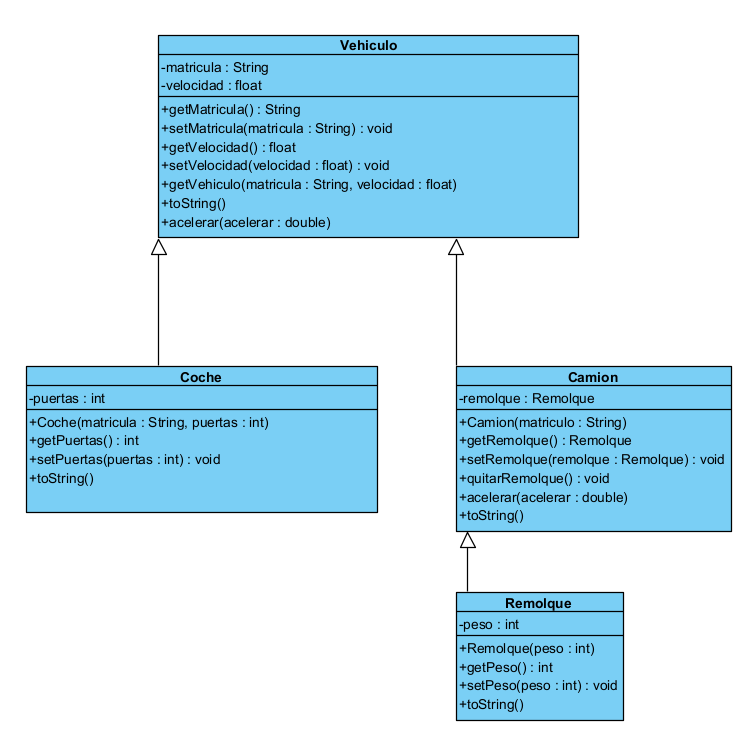 Vehiculo
-matricula : String
-velocidad : float
+getMatricula() : String
+setMatricula(matricula : String) : void
+getVelocidad() : float
+setVelocidad(velocidad : float) : void
+getVehiculo(matricula : String, velocidad : float)
+toString()
+acelerar(acelerar : double)
Coche
-puertas : int
+Coche(matricula : String, puertas : int)
+getPuertas() : int
+setPuertas(puertas : int) : void
+toString()
Camion
-remolque : Remolque
+Camion(matriculo : String)
+getRemolque() : Remolque
+setRemolque(remolque : Remolque) : void
+quitarRemolque() : void
+acelerar(acelerar : double)
+toString()
Remolque
-peso : int
+Remolque(peso : int)
+getPeso() : int
+setPeso(peso : int) : void
+toString()